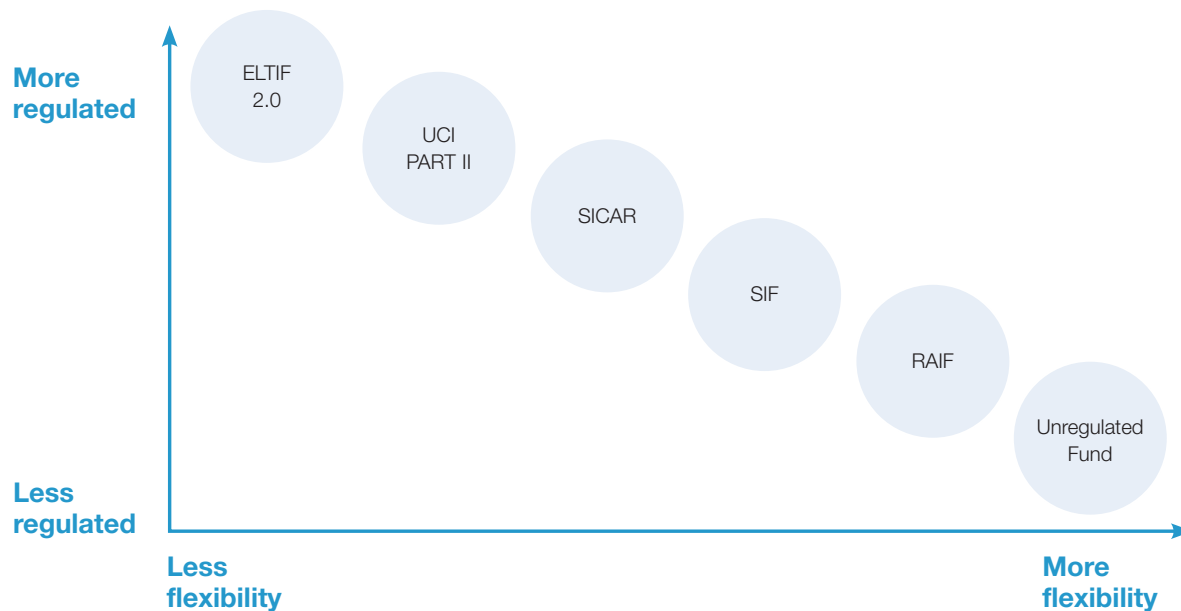 More
regulated
ELTIF
2.0
UCI
PART II
SICAR
SIF
RAIF
Unregulated
Fund
Less
regulated
Less
flexibility
More
flexibility